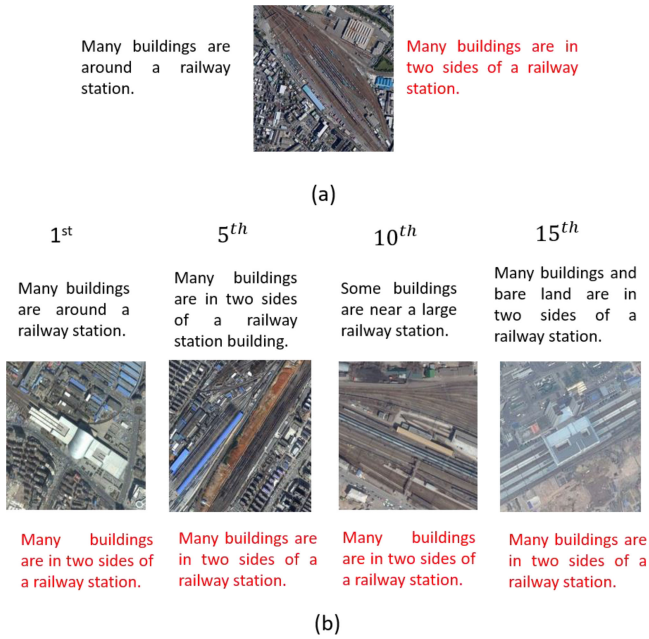 Many buildings are
around a railway
station.
Many buildings are in
two sides of a railway
station.
(a)
1st
5th
10th
15th
Many buildings
are around a
railway station.
Many buildings
are in two sides
of a railway
station building.
Some buildings
are near a large
railway station.
Many buildings and
bare land are in
two sides of a
railway station.
Many buildings
are in two sides of
a railway station.
Many buildings are
in two sides of a
railway station.
Many buildings
are in two sides of
a railway station.
Many buildings are
in two sides of a
railway station.
(b)